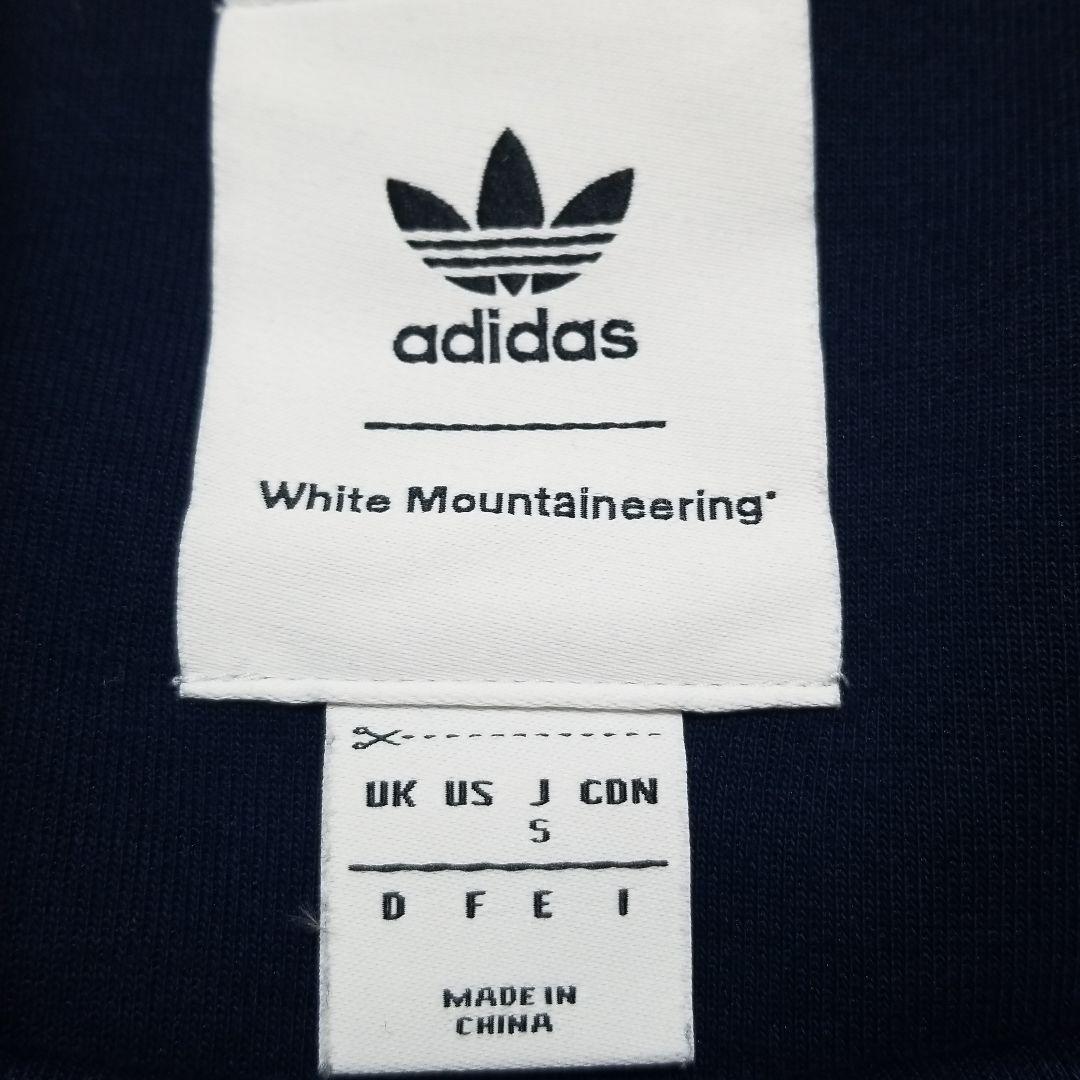 adidas
White Mountaineering
UK US J CDN
S
D F E I
MADE IN
CHINA